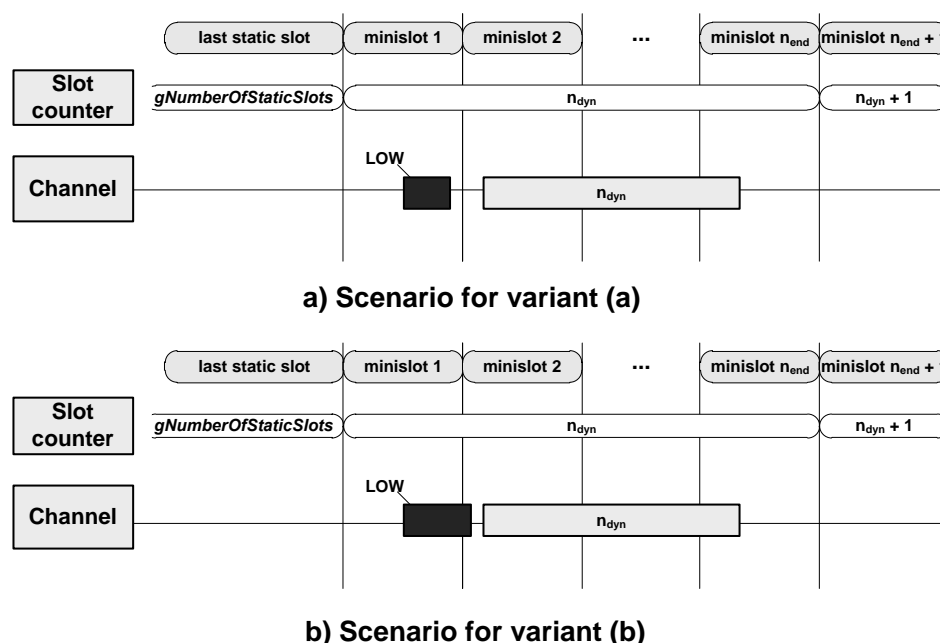 last static slot minislot 1 minislot 2 ... minislot nend minislot nend + 1
Slot
counter
gNumberOfStaticSlots ndyn ndyn + 1
LOW
Channel
ndyn
a) Scenario for variant (a)
last static slot minislot 1 minislot 2 ... minislot nend minislot nend +
Slot
counter
gNumberOfStaticSlots ndyn ndyn + 1
LOW
Channel
ndyn
b) Scenario for variant (b)